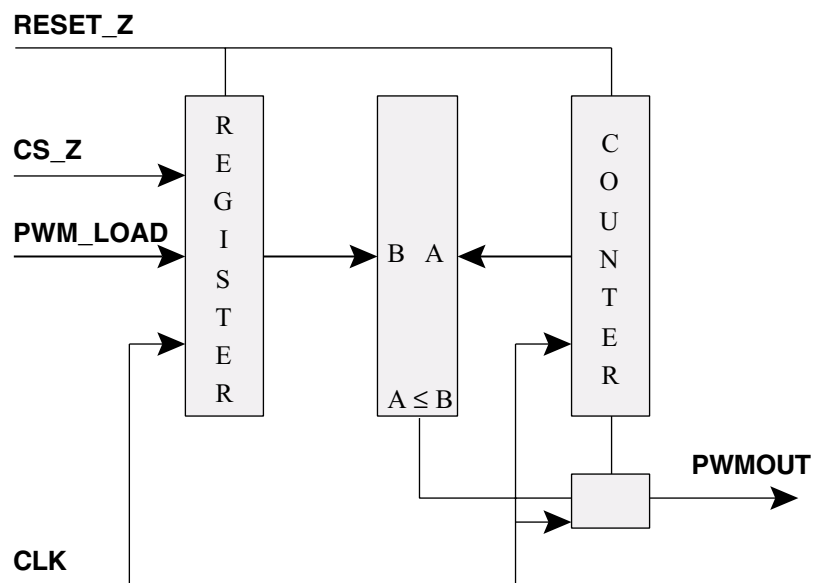 RESET_Z
CS_Z
PWM_LOAD
REGISTER
B A
A ≤ B
COUNTER
PWMOUT
CLK